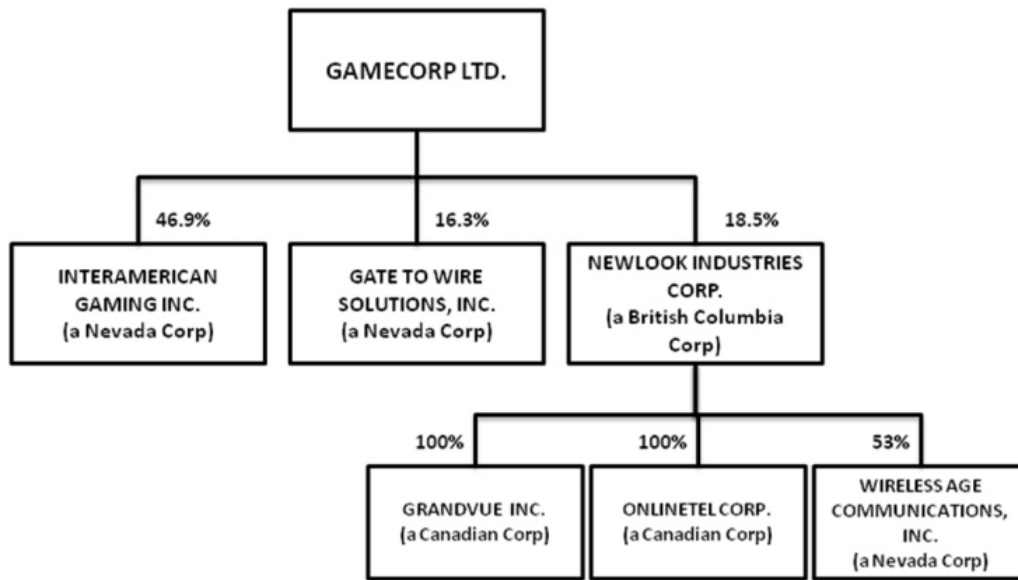 GAMECORP LTD.
46.9%
16.3%
18.5%
INTERAMERICAN
GAMING INC.
(a Nevada Corp)
GATE TO WIRE
SOLUTIONS, INC.
(a Nevada Corp)
NEWLOOK INDUSTRIES
CORP.
(a British Columbia
Corp)
100%
100%
53%
GRANDVUE INC.
(a Canadian Corp)
ONLINETEL CORP.
(a Canadian Corp)
WIRELESS AGE
COMMUNICATIONS,
INC.
(a Nevada Corp)